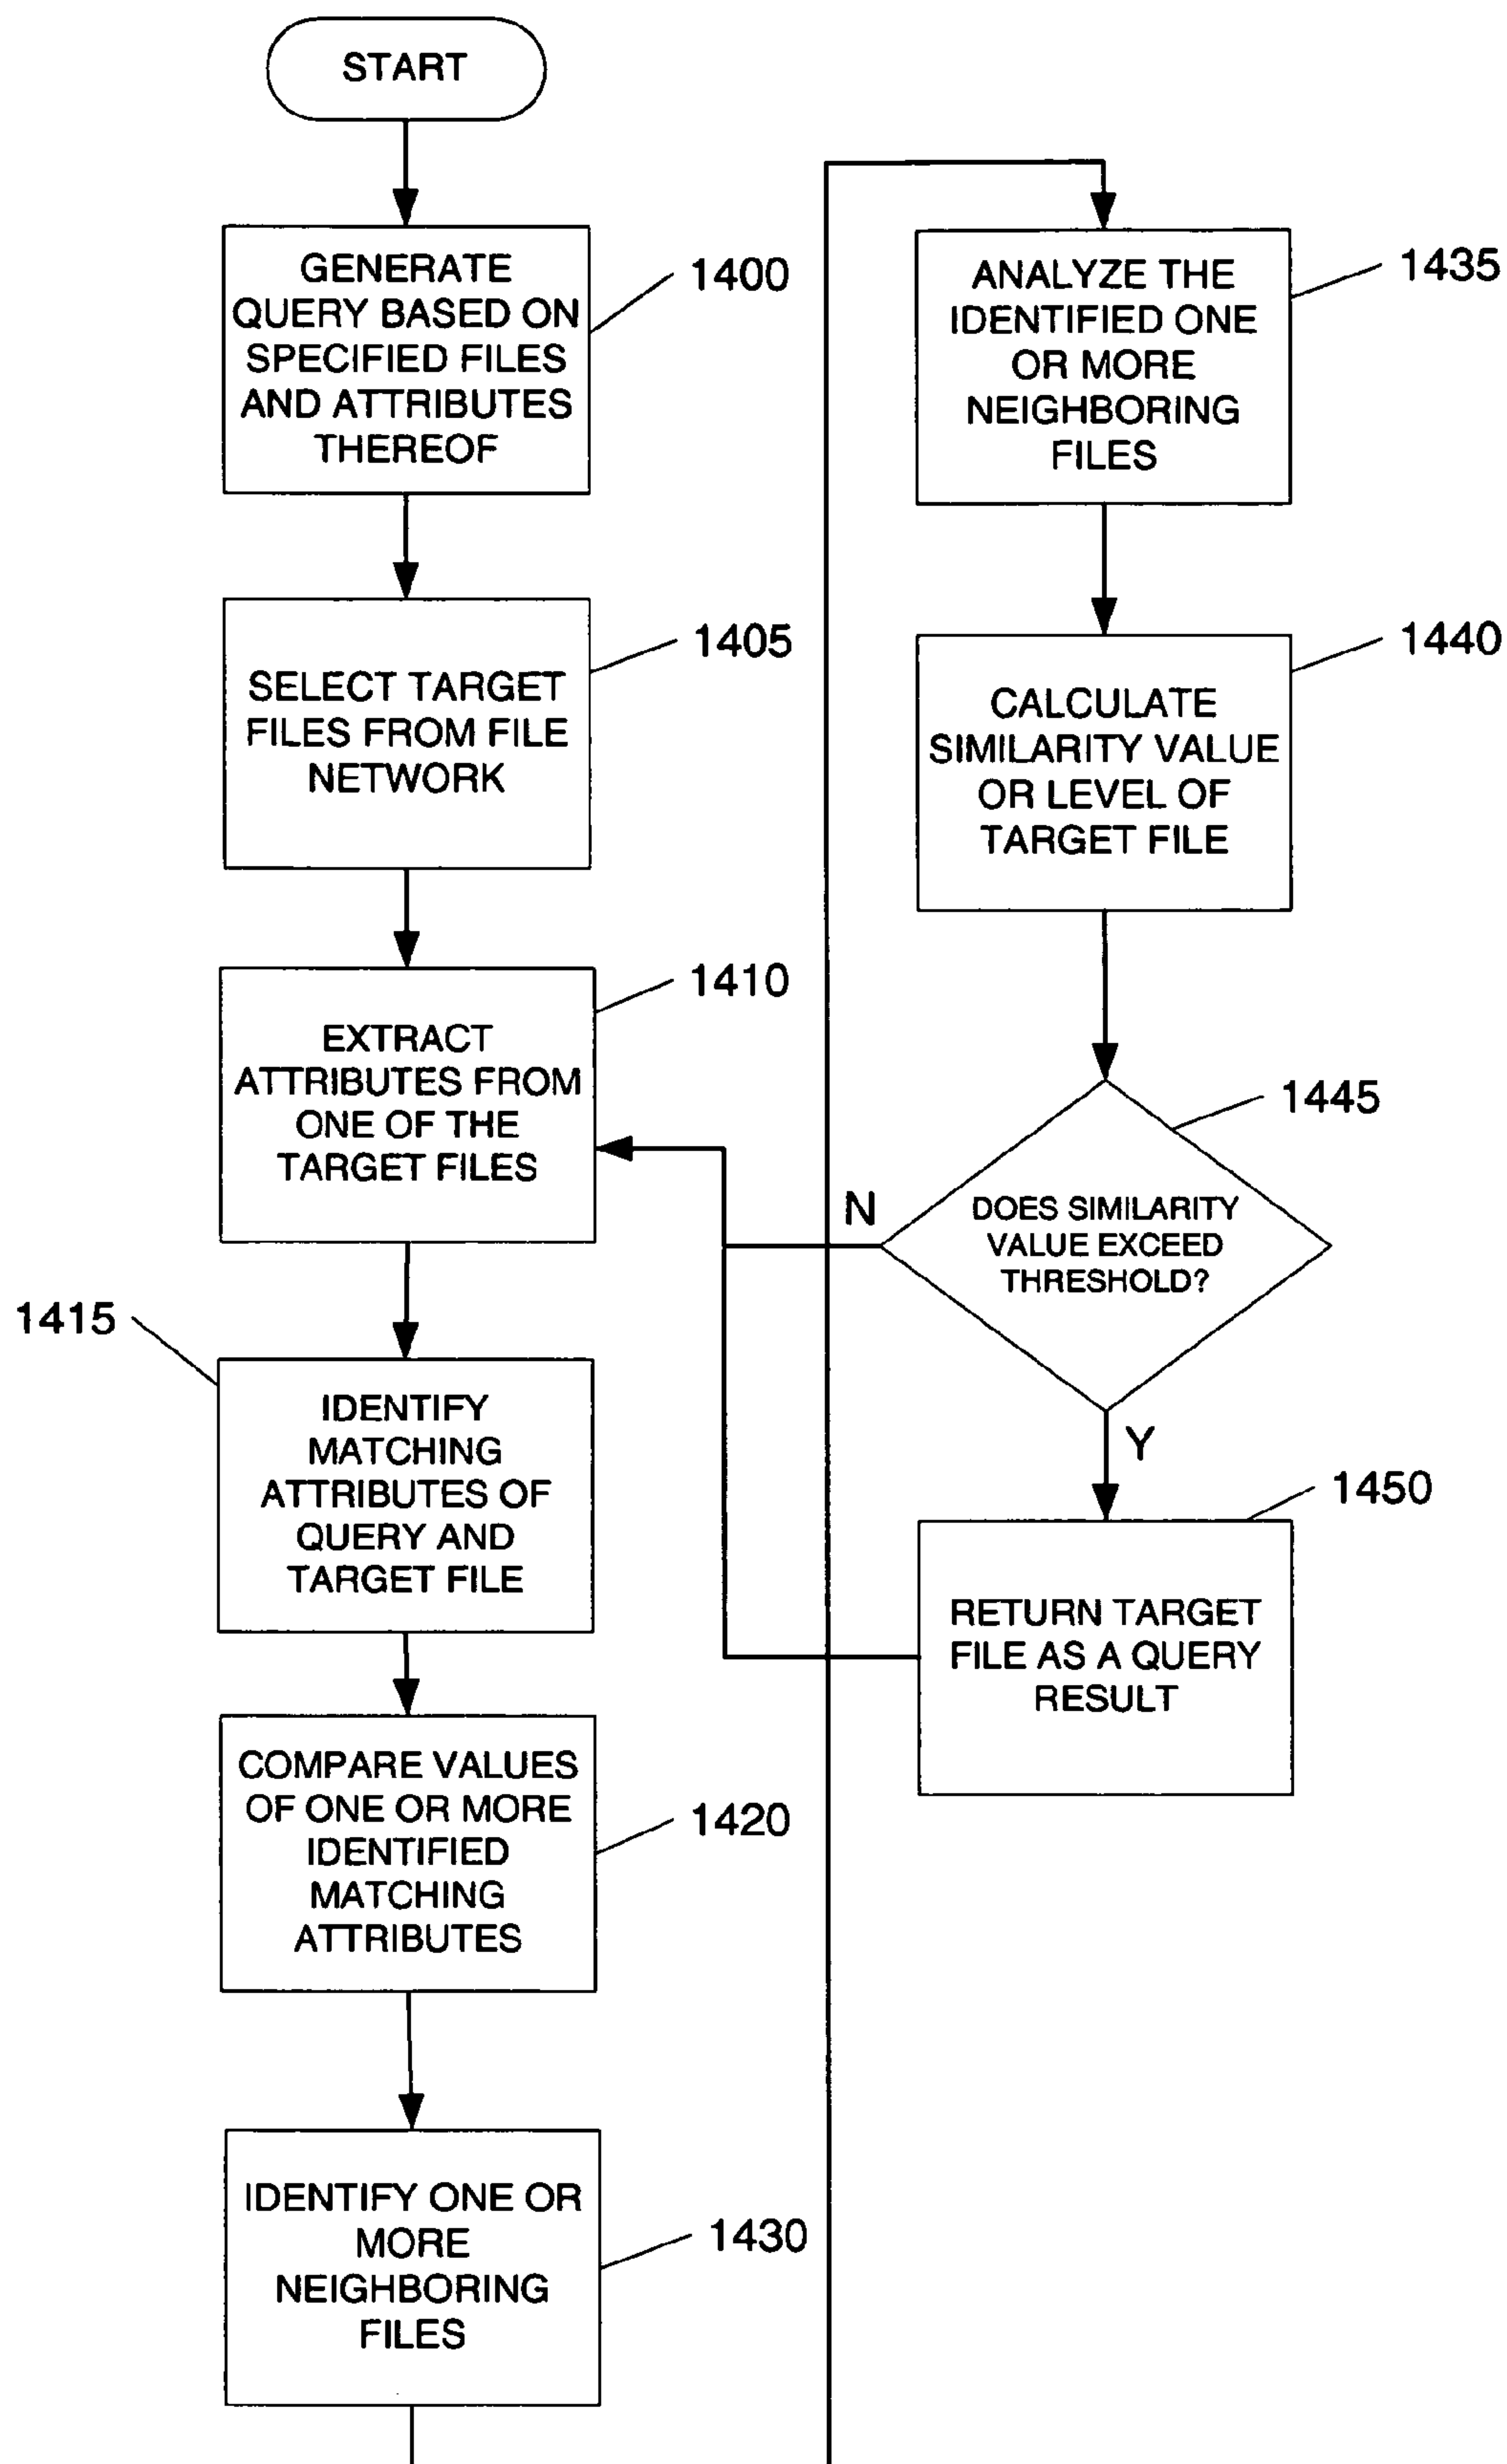 START
GENERATE
QUERY BASED ON
SPECIFIED FILES
AND ATTRIBUTES
THEREOF
1400
SELECT TARGET
FILES FROM FILE
NETWORK
1405
EXTRACT
ATTRIBUTES FROM
ONE OF THE
TARGET FILES
1410
1415
IDENTIFY
MATCHING
ATTRIBUTES OF
QUERY AND
TARGET FILE
COMPARE VALUES
OF ONE OR MORE
IDENTIFIED
MATCHING
ATTRIBUTES
1420
IDENTIFY ONE OR
MORE
NEIGHBORING
FILES
1430
ANALYZE THE
IDENTIFIED ONE
OR MORE
NEIGHBORING
FILES
1435
CALCULATE
SIMILARITY VALUE
OR LEVEL OF
TARGET FILE
1440
1445
DOES SIMILARITY
VALUE EXCEED
THRESHOLD?
N
Y
1450
RETURN TARGET
FILE AS A QUERY
RESULT